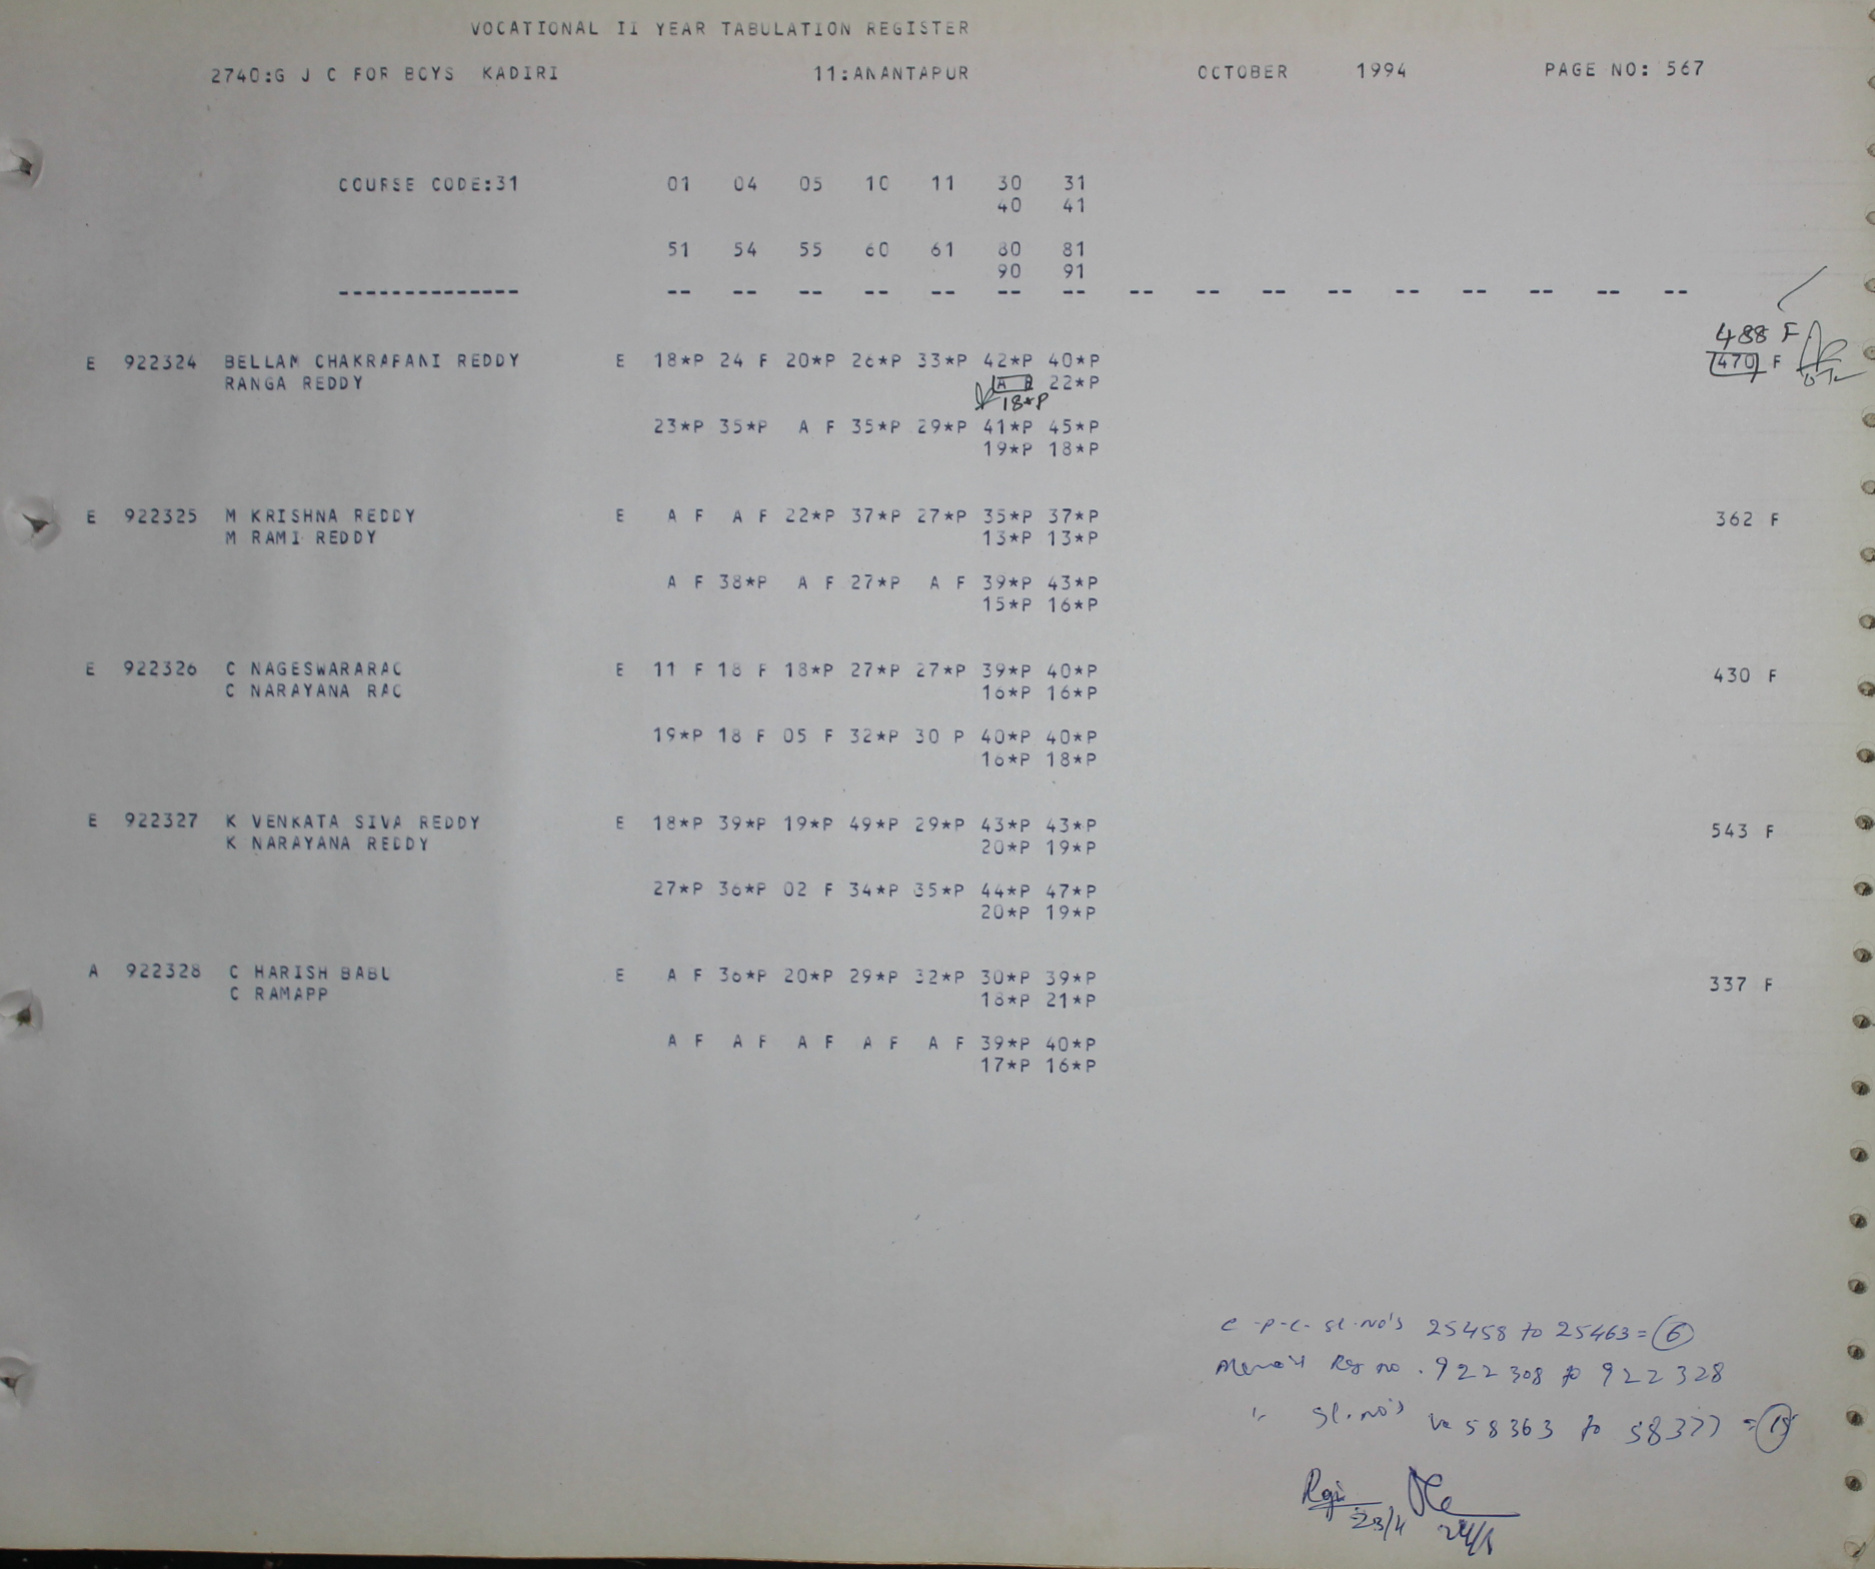 VOCATIONAL II YEAR TABULATION REGISTER
2740:G J C FOR BOYS KADIRI 11:ANANTAPUR OCTOBER 1994 PAGE NO: 567
COURSE CODE:31 01 04 05 10 11 30 31
40 41
51 54 55 60 61 80 81
90 91
-------------- -- -- -- -- -- -- -- -- -- -- -- -- -- -- -- --
488 F
E 922324 BELLAM CHAKRAPANI REDDY E 18*P 24 F 20*P 26*P 33*P 42*P 40*P 470 F
RANGA REDDY A 22*P
18*P
23*P 35*P A F 35*P 29*P 41*P 45*P
19*P 18*P
E 922325 M KRISHNA REDDY E A F A F 22*P 37*P 27*P 35*P 37*P 362 F
M RAMI REDDY 13*P 13*P
A F 38*P A F 27*P A F 39*P 43*P
15*P 16*P
E 922326 C NAGESWARARAO E 11 F 18 F 18*P 27*P 27*P 39*P 40*P 430 F
C NARAYANA RAO 16*P 16*P
19*P 18 F 05 F 32*P 30 P 40*P 40*P
16*P 18*P
E 922327 K VENKATA SIVA REDDY E 18*P 39*P 19*P 49*P 29*P 43*P 43*P 543 F
K NARAYANA REDDY 20*P 19*P
27*P 36*P 02 F 34*P 35*P 44*P 47*P
20*P 19*P
A 922328 C HARISH BABU E A F 36*P 20*P 29*P 32*P 30*P 39*P 337 F
C RAMAPP 18*P 21*P
A F A F A F A F A F 39*P 40*P
17*P 16*P
c-p-c- sl.no's 25458 to 25463 = 6
Reg no. 922308 to 922328
sl.no's 58363 to 58377 = 15
23/4